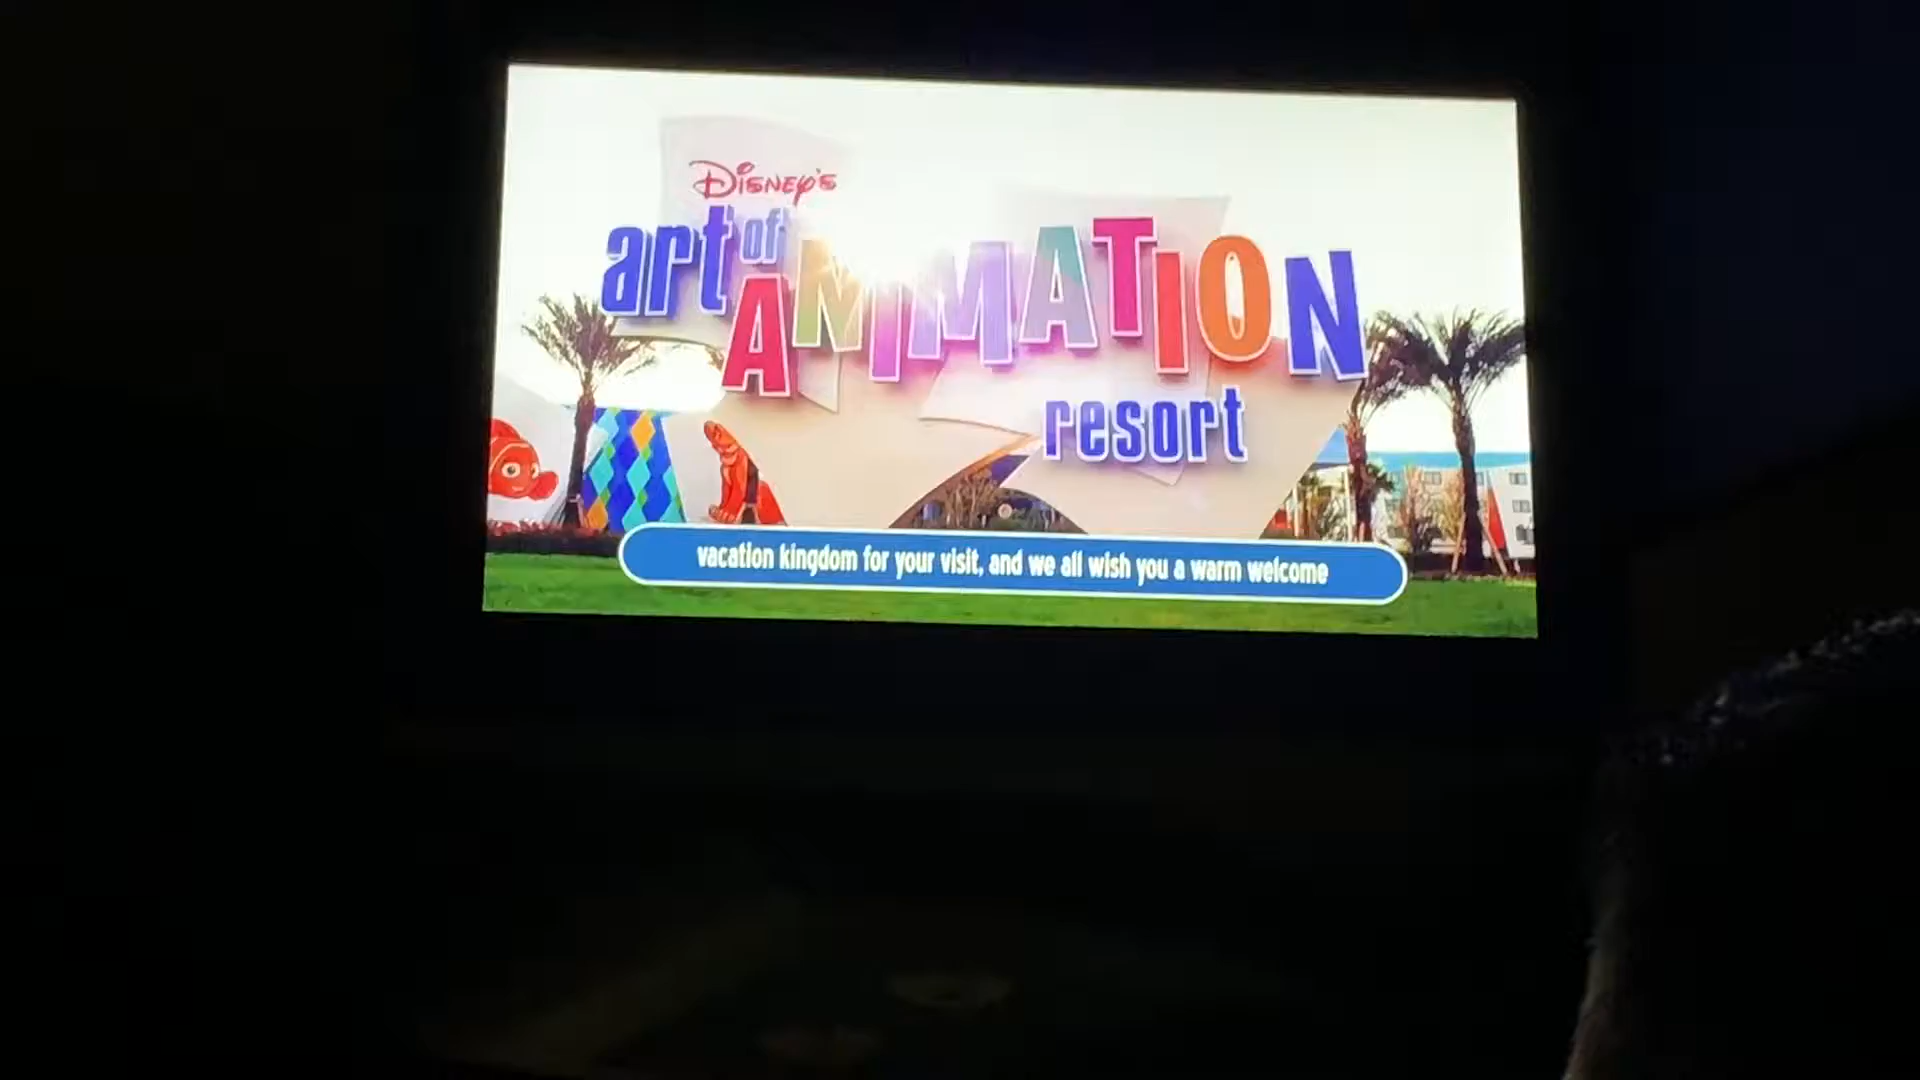 Disney's
art of
ANIMATION
resort
vacation kingdom for your visit, and we all wish you a warm welcome